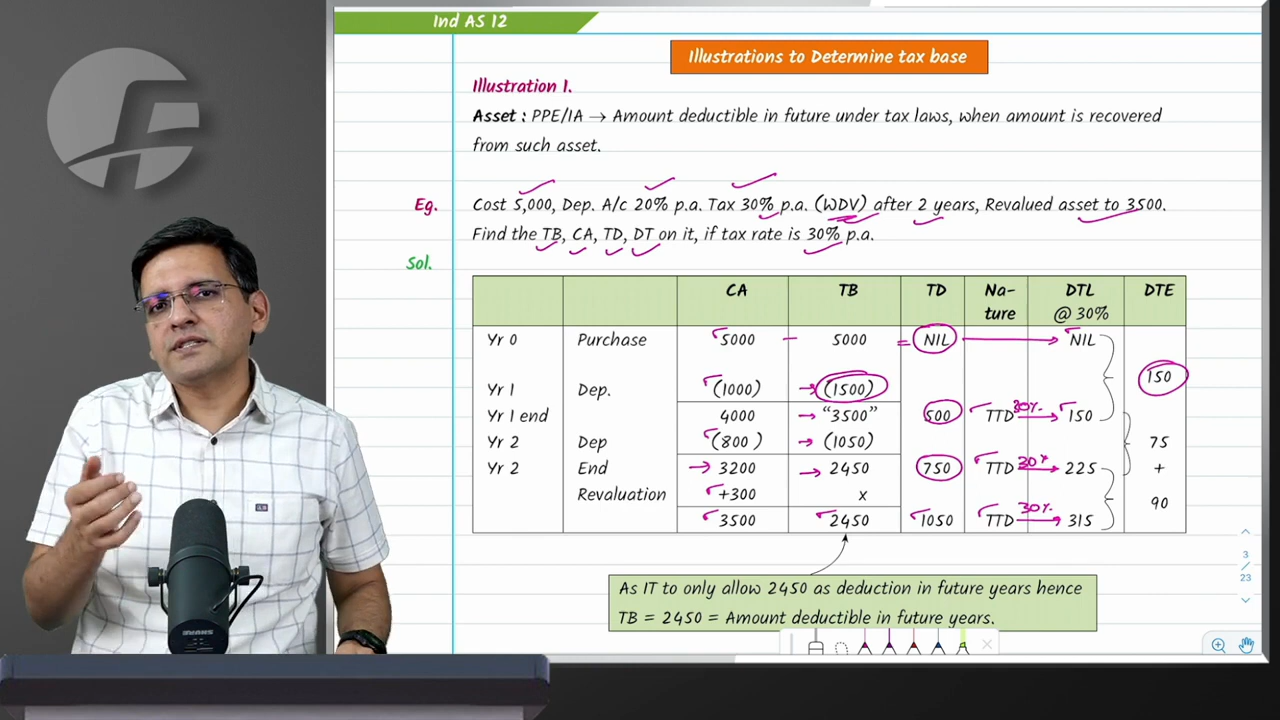 Ind AS 12
Illustrations to Determine tax base
Illustration 1.
Asset : PPE/IA → Amount deductible in future under tax laws, when amount is recovered
from such asset.
Eg. Cost 5,000, Dep. A/c 20% p.a. Tax 30% p.a. (WDV) after 2 years, Revalued asset to 3500.
Find the TB, CA, TD, DT on it, if tax rate is 30% p.a.
Sol.
CA TB TD Na- DTL DTE
ture @ 30%
Yr 0 Purchase 5000 – 5000 = NIL NIL
150
Yr 1 Dep. (1000) → (1500)
Yr 1 end 4000 → “3500” 500 TTD 30% 150
Yr 2 Dep (800 ) → (1050) 75
Yr 2 End → 3200 → 2450 750 TTD 30% 225 +
Revaluation +300 x 90
3500 2450 1050 TTD 30% 315
As IT to only allow 2450 as deduction in future years hence
TB = 2450 = Amount deductible in future years.
3
/
23
SHURE